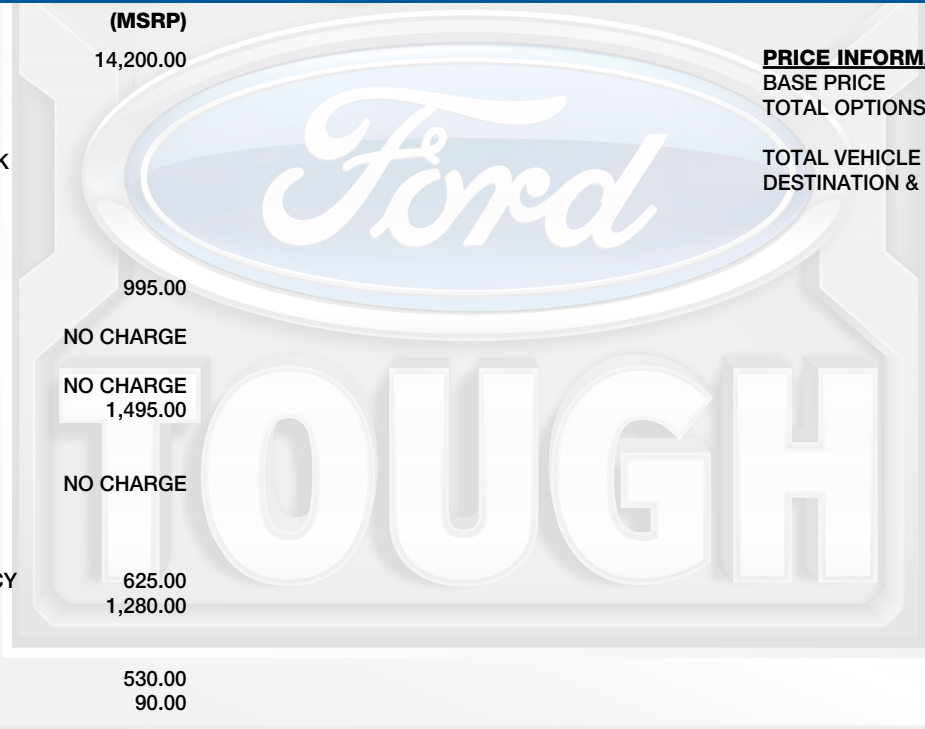 (MSRP)
14,200.00
PRICE INFORMA
BASE PRICE
TOTAL OPTIONS
K
TOTAL VEHICLE
DESTINATION &
995.00
NO CHARGE
NO CHARGE
1,495.00
NO CHARGE
CY 625.00
1,280.00
530.00
90.00
Ford
TOUGH